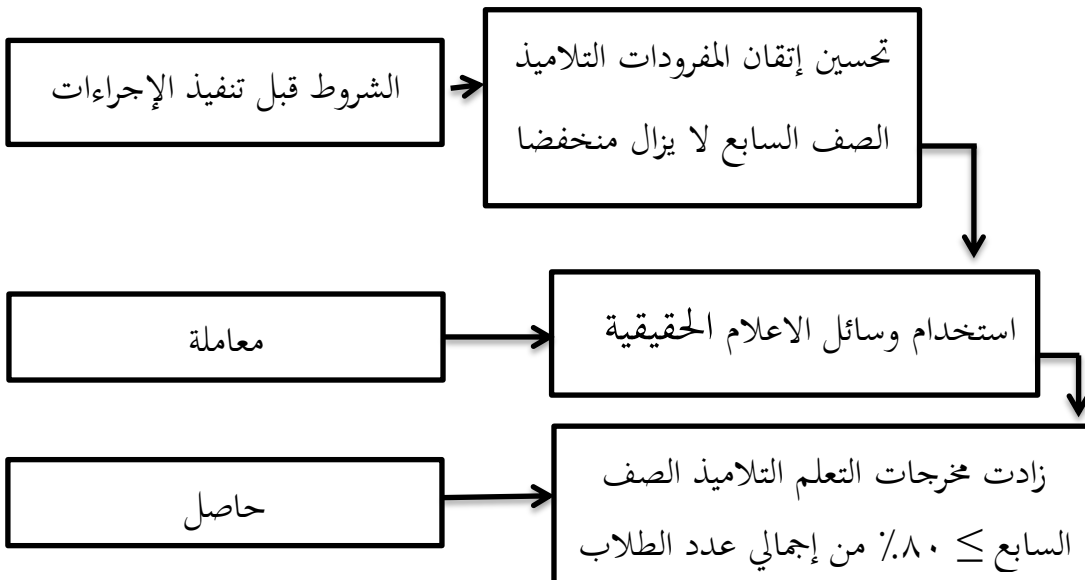 الشروط قبل تنفيذ الإجراءات
تحسين إتقان المفرودات التلاميذ
الصف السابع لا يزال منخفضا
معاملة
استخدام وسائل الاعلام الحقيقية
حاصل
زادت مخرجات التعلم التلاميذ الصف
السابع ≥ ٨٠٪ من إجمالي عدد الطلاب